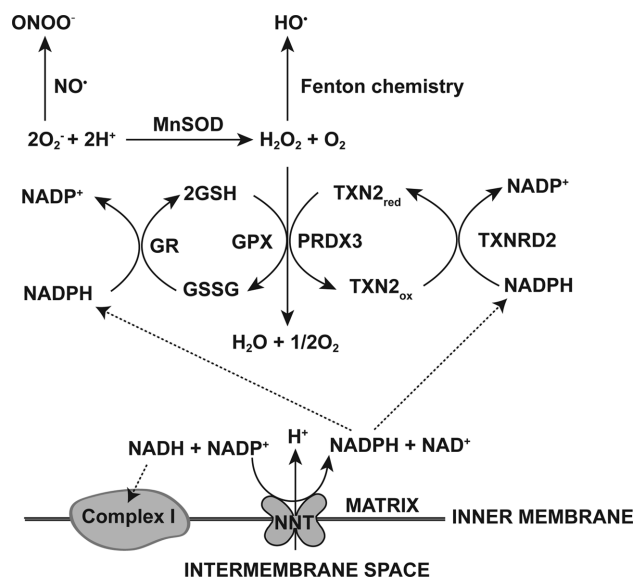 ONOO⁻ HO•
NO• Fenton chemistry
MnSOD
2O₂⁻ + 2H⁺ H₂O₂ + O₂
NADP⁺ 2GSH TXN2red NADP⁺
GR GPX PRDX3 TXNRD2
NADPH GSSG TXN2ox NADPH
H₂O + 1/2O₂
NADH + NADP⁺ H⁺ NADPH + NAD⁺
MATRIX
Complex I NNT INNER MEMBRANE
INTERMEMBRANE SPACE